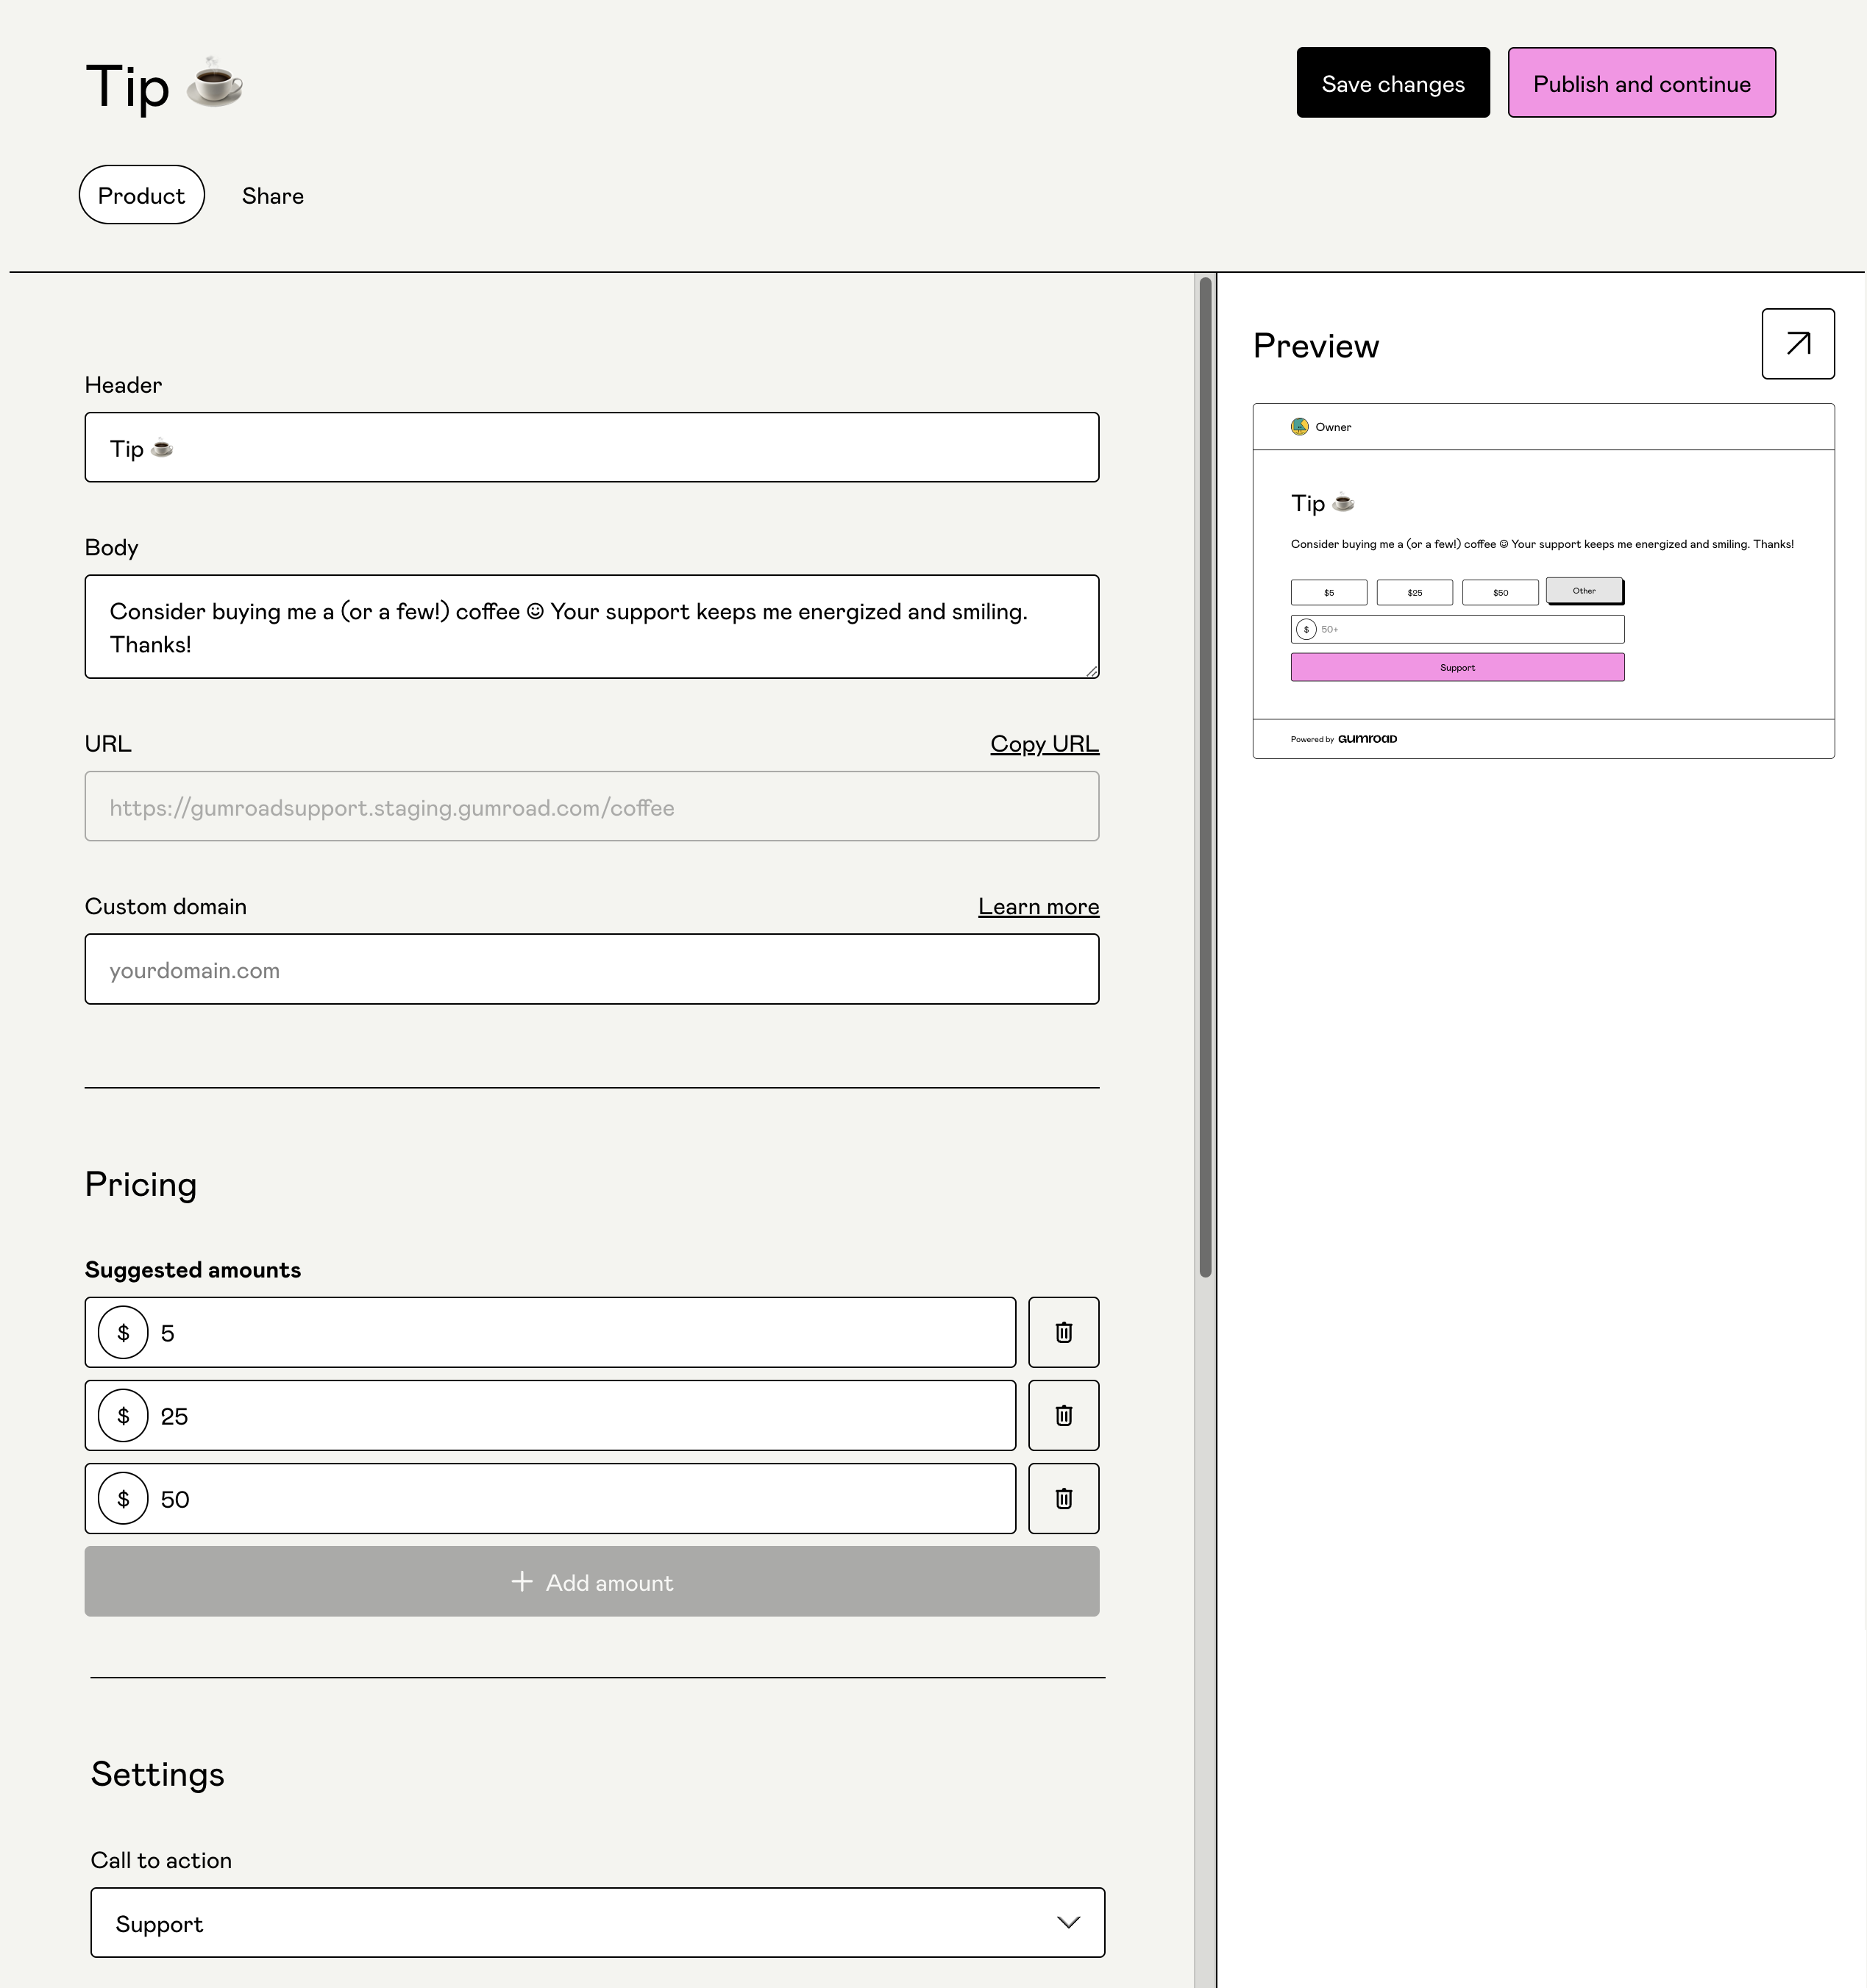 Tip ☕
Save changes
Publish and continue
Product
Share
Header
Tip ☕
Body
Consider buying me a (or a few!) coffee ☺ Your support keeps me energized and smiling.
Thanks!
URL
Copy URL
https://gumroadsupport.staging.gumroad.com/coffee
Custom domain
Learn more
yourdomain.com
Pricing
Suggested amounts
$ 5
$ 25
$ 50
+ Add amount
Settings
Call to action
Support
Preview
Owner
Tip ☕
Consider buying me a (or a few!) coffee ☺ Your support keeps me energized and smiling. Thanks!
$5
$25
$50
Other
$ 50+
Support
Powered by GUMROAD